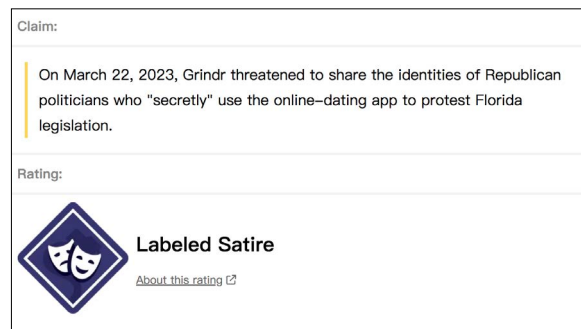 Claim:
On March 22, 2023, Grindr threatened to share the identities of Republican
politicians who "secretly" use the online-dating app to protest Florida
legislation.
Rating:
Labeled Satire
About this rating